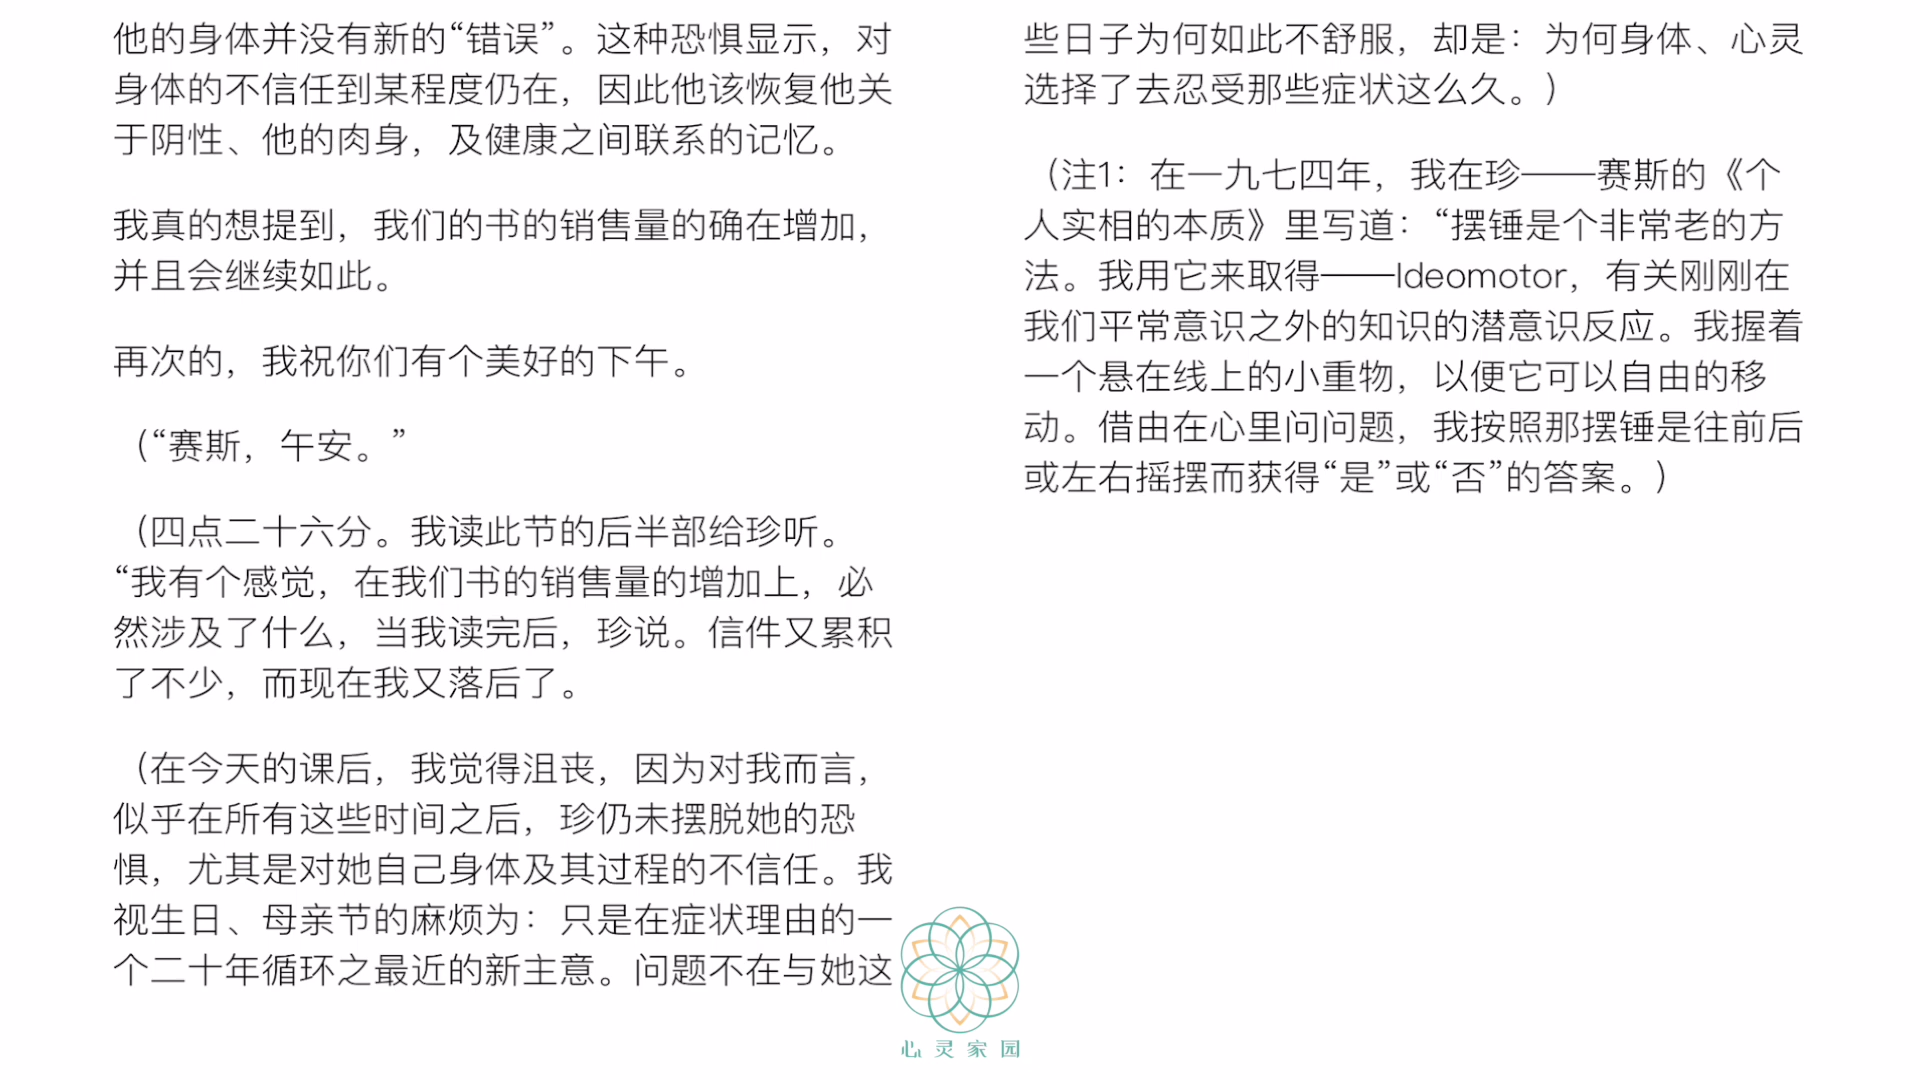 他的身体并没有新的“错误”。这种恐惧显示，对
身体的不信任到某程度仍在，因此他该恢复他关
于阴性、他的肉身，及健康之间联系的记忆。
我真的想提到，我们的书的销售量的确在增加，
并且会继续如此。
再次的，我祝你们有个美好的下午。
（“赛斯，午安。”
（四点二十六分。我读此节的后半部给珍听。
“我有个感觉，在我们书的销售量的增加上，必
然涉及了什么，当我读完后，珍说。信件又累积
了不少，而现在我又落后了。
（在今天的课后，我觉得沮丧，因为对我而言，
似乎在所有这些时间之后，珍仍未摆脱她的恐
惧，尤其是对她自己身体及其过程的不信任。我
视生日、母亲节的麻烦为：只是在症状理由的一
个二十年循环之最近的新主意。问题不在与她这
些日子为何如此不舒服，却是：为何身体、心灵
选择了去忍受那些症状这么久。）
（注1：在一九七四年，我在珍——赛斯的《个
人实相的本质》里写道：“摆锤是个非常老的方
法。我用它来取得——Ideomotor，有关刚刚在
我们平常意识之外的知识的潜意识反应。我握着
一个悬在线上的小重物，以便它可以自由的移
动。借由在心里问问题，我按照那摆锤是往前后
或左右摇摆而获得“是”或“否”的答案。）
心灵家园